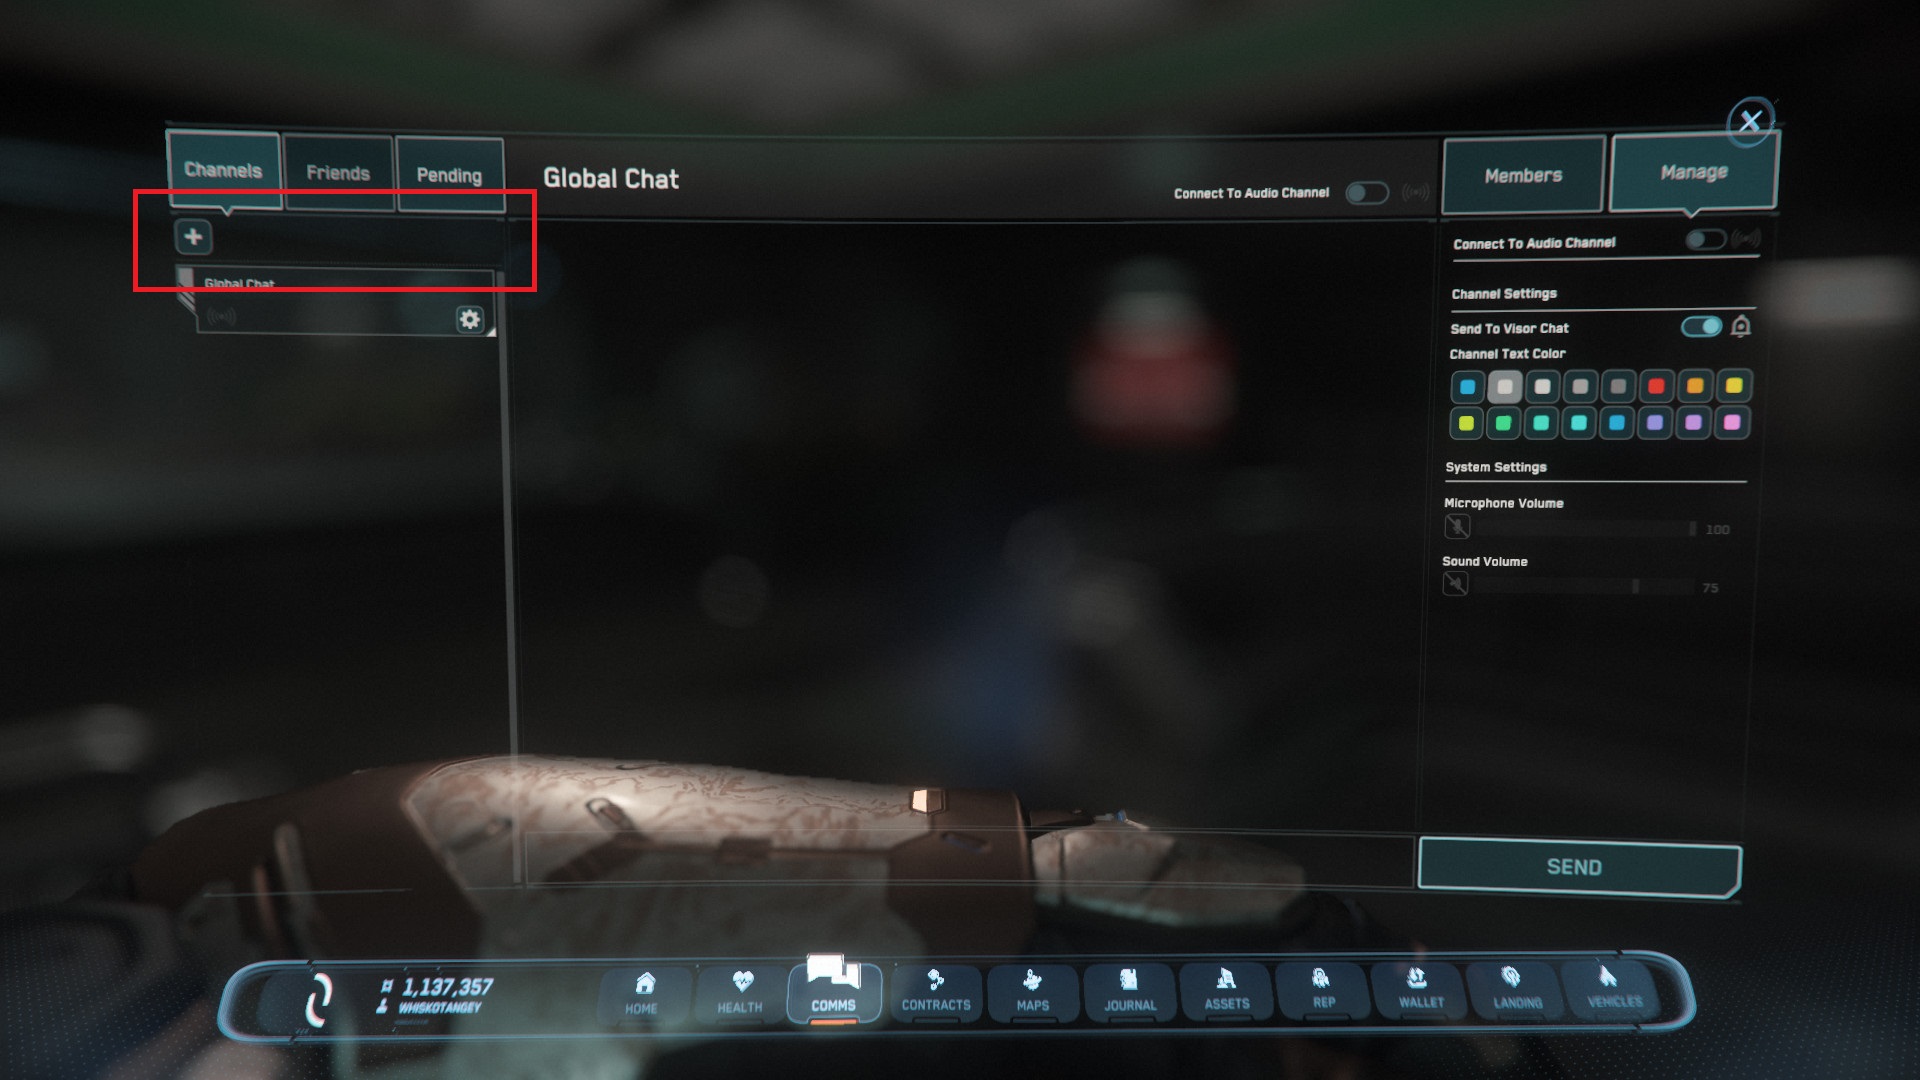 Channels
Friends
Pending
Global Chat
Connect To Audio Channel
Members
Manage
Global Chat
Connect To Audio Channel
Channel Settings
Send To Visor Chat
Channel Text Color
System Settings
Microphone Volume
100
Sound Volume
75
SEND
1,137,357
WHISKOTANGEY
HOME
HEALTH
COMMS
CONTRACTS
MAPS
JOURNAL
ASSETS
REP
WALLET
LANDING
VEHICLES